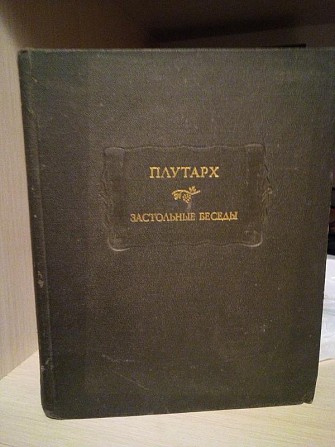 ПЛУТАРХ
ЗАСТОЛЬНЫЕ БЕСЕДЫ